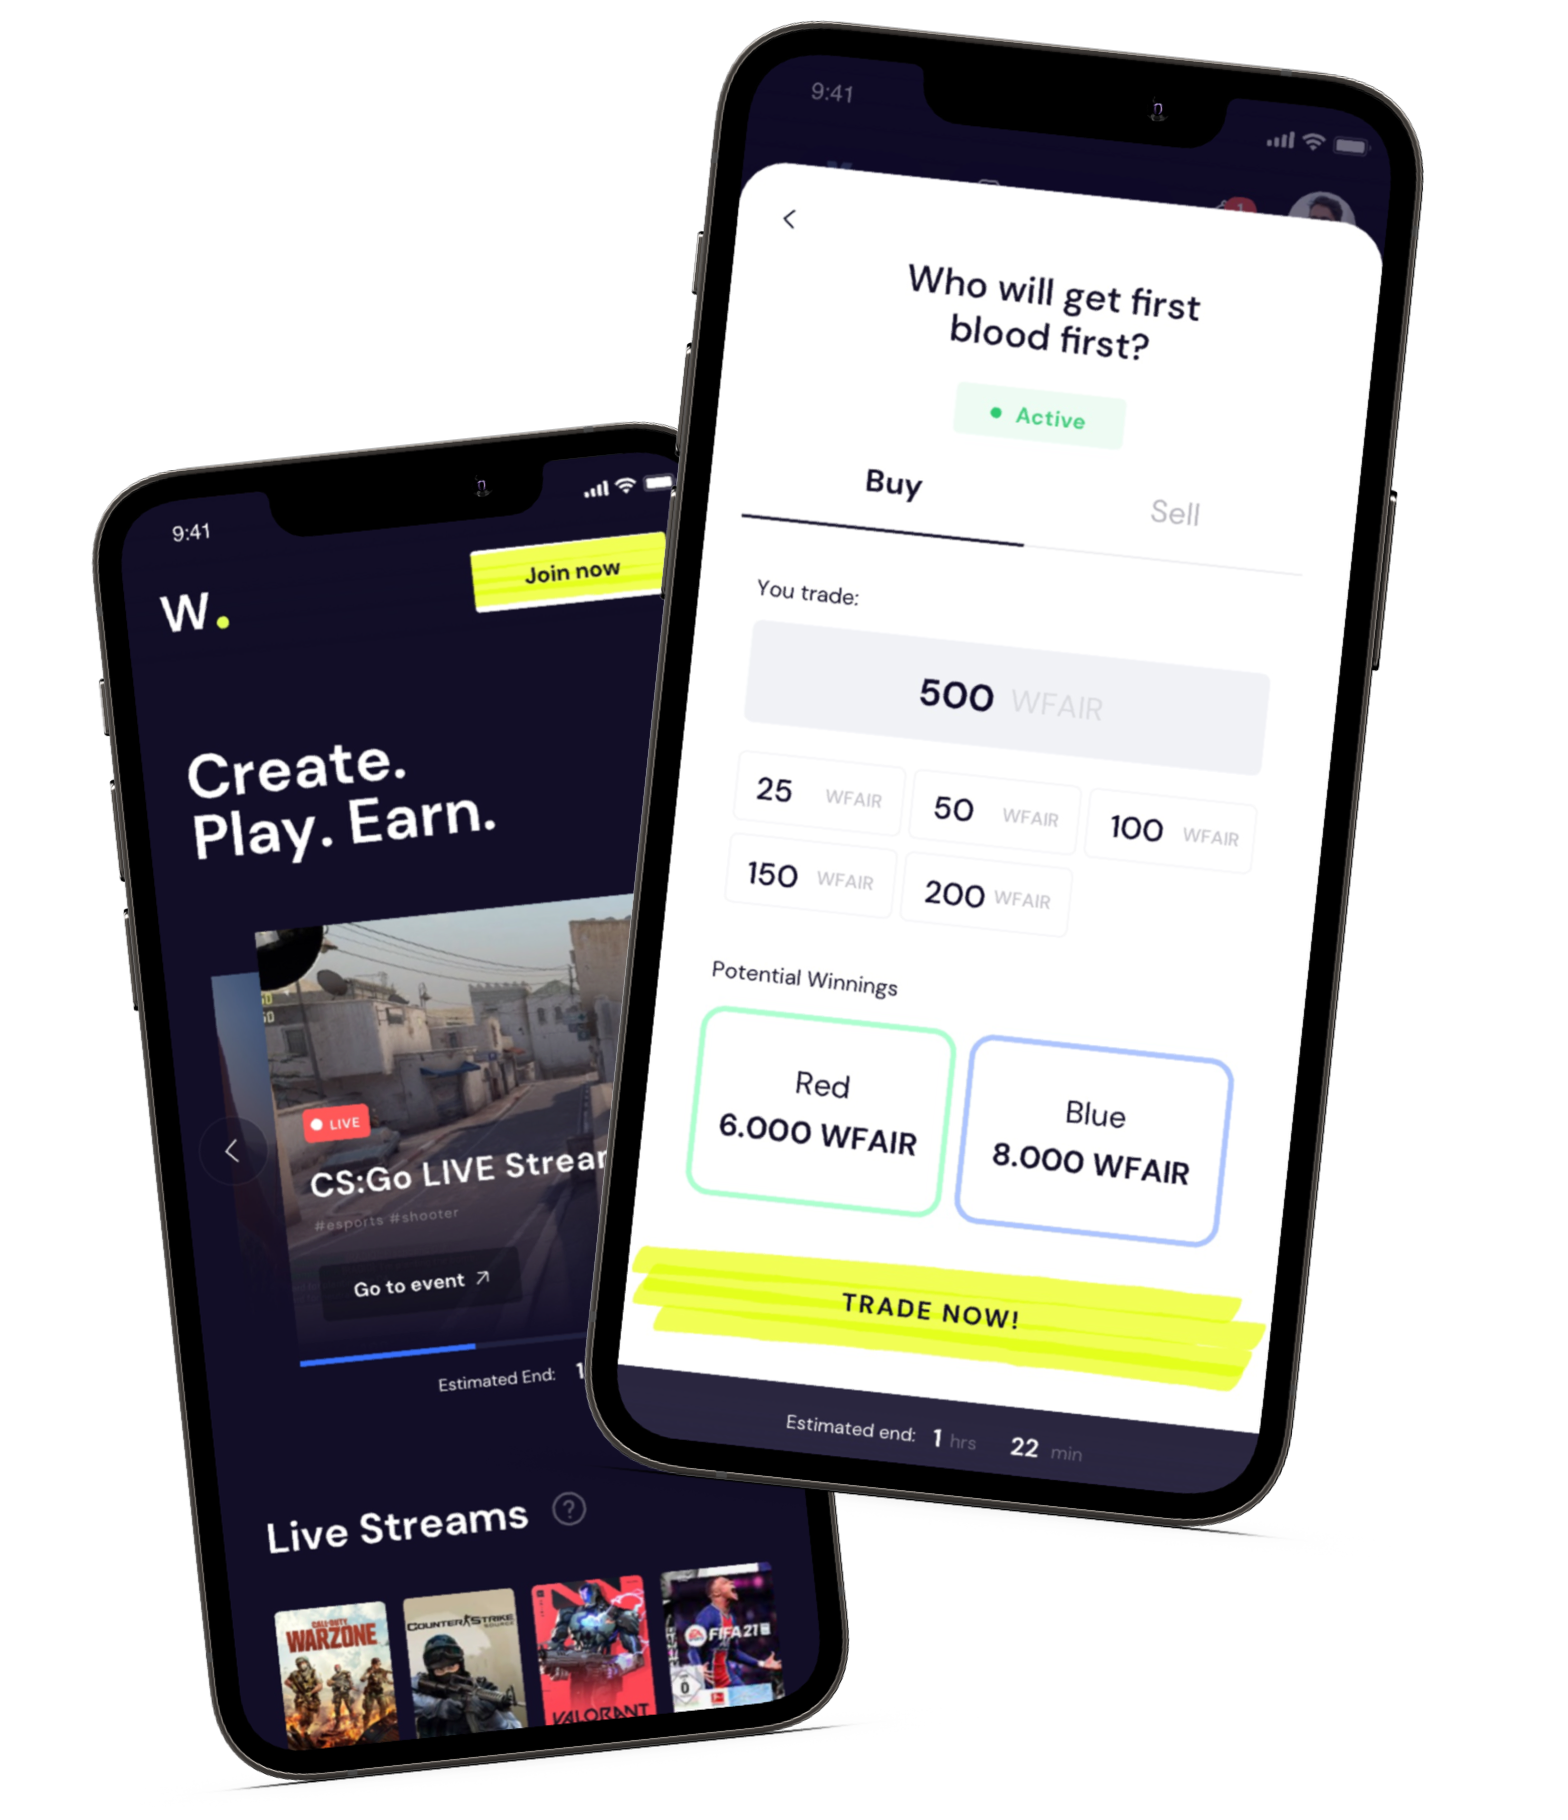 9:41
W.
Join now
Create.
Play. Earn.
LIVE
CS:Go LIVE
#esports #shooter
Go to event
Estimated End:
Live Streams
?
CALL OF DUTY
WARZONE
COUNTER STRIKE
SOURCE
VALORANT
EA
SPORTS
FIFA 21
0
9:41
1
Who will get first
blood first?
Active
Buy
Sell
You trade:
500 WFAIR
25 WFAIR
50 WFAIR
100 WFAIR
150 WFAIR
200 WFAIR
Potential Winnings
Red
6.000 WFAIR
Blue
8.000 WFAIR
TRADE NOW!
Estimated end: 1 hrs 22 min